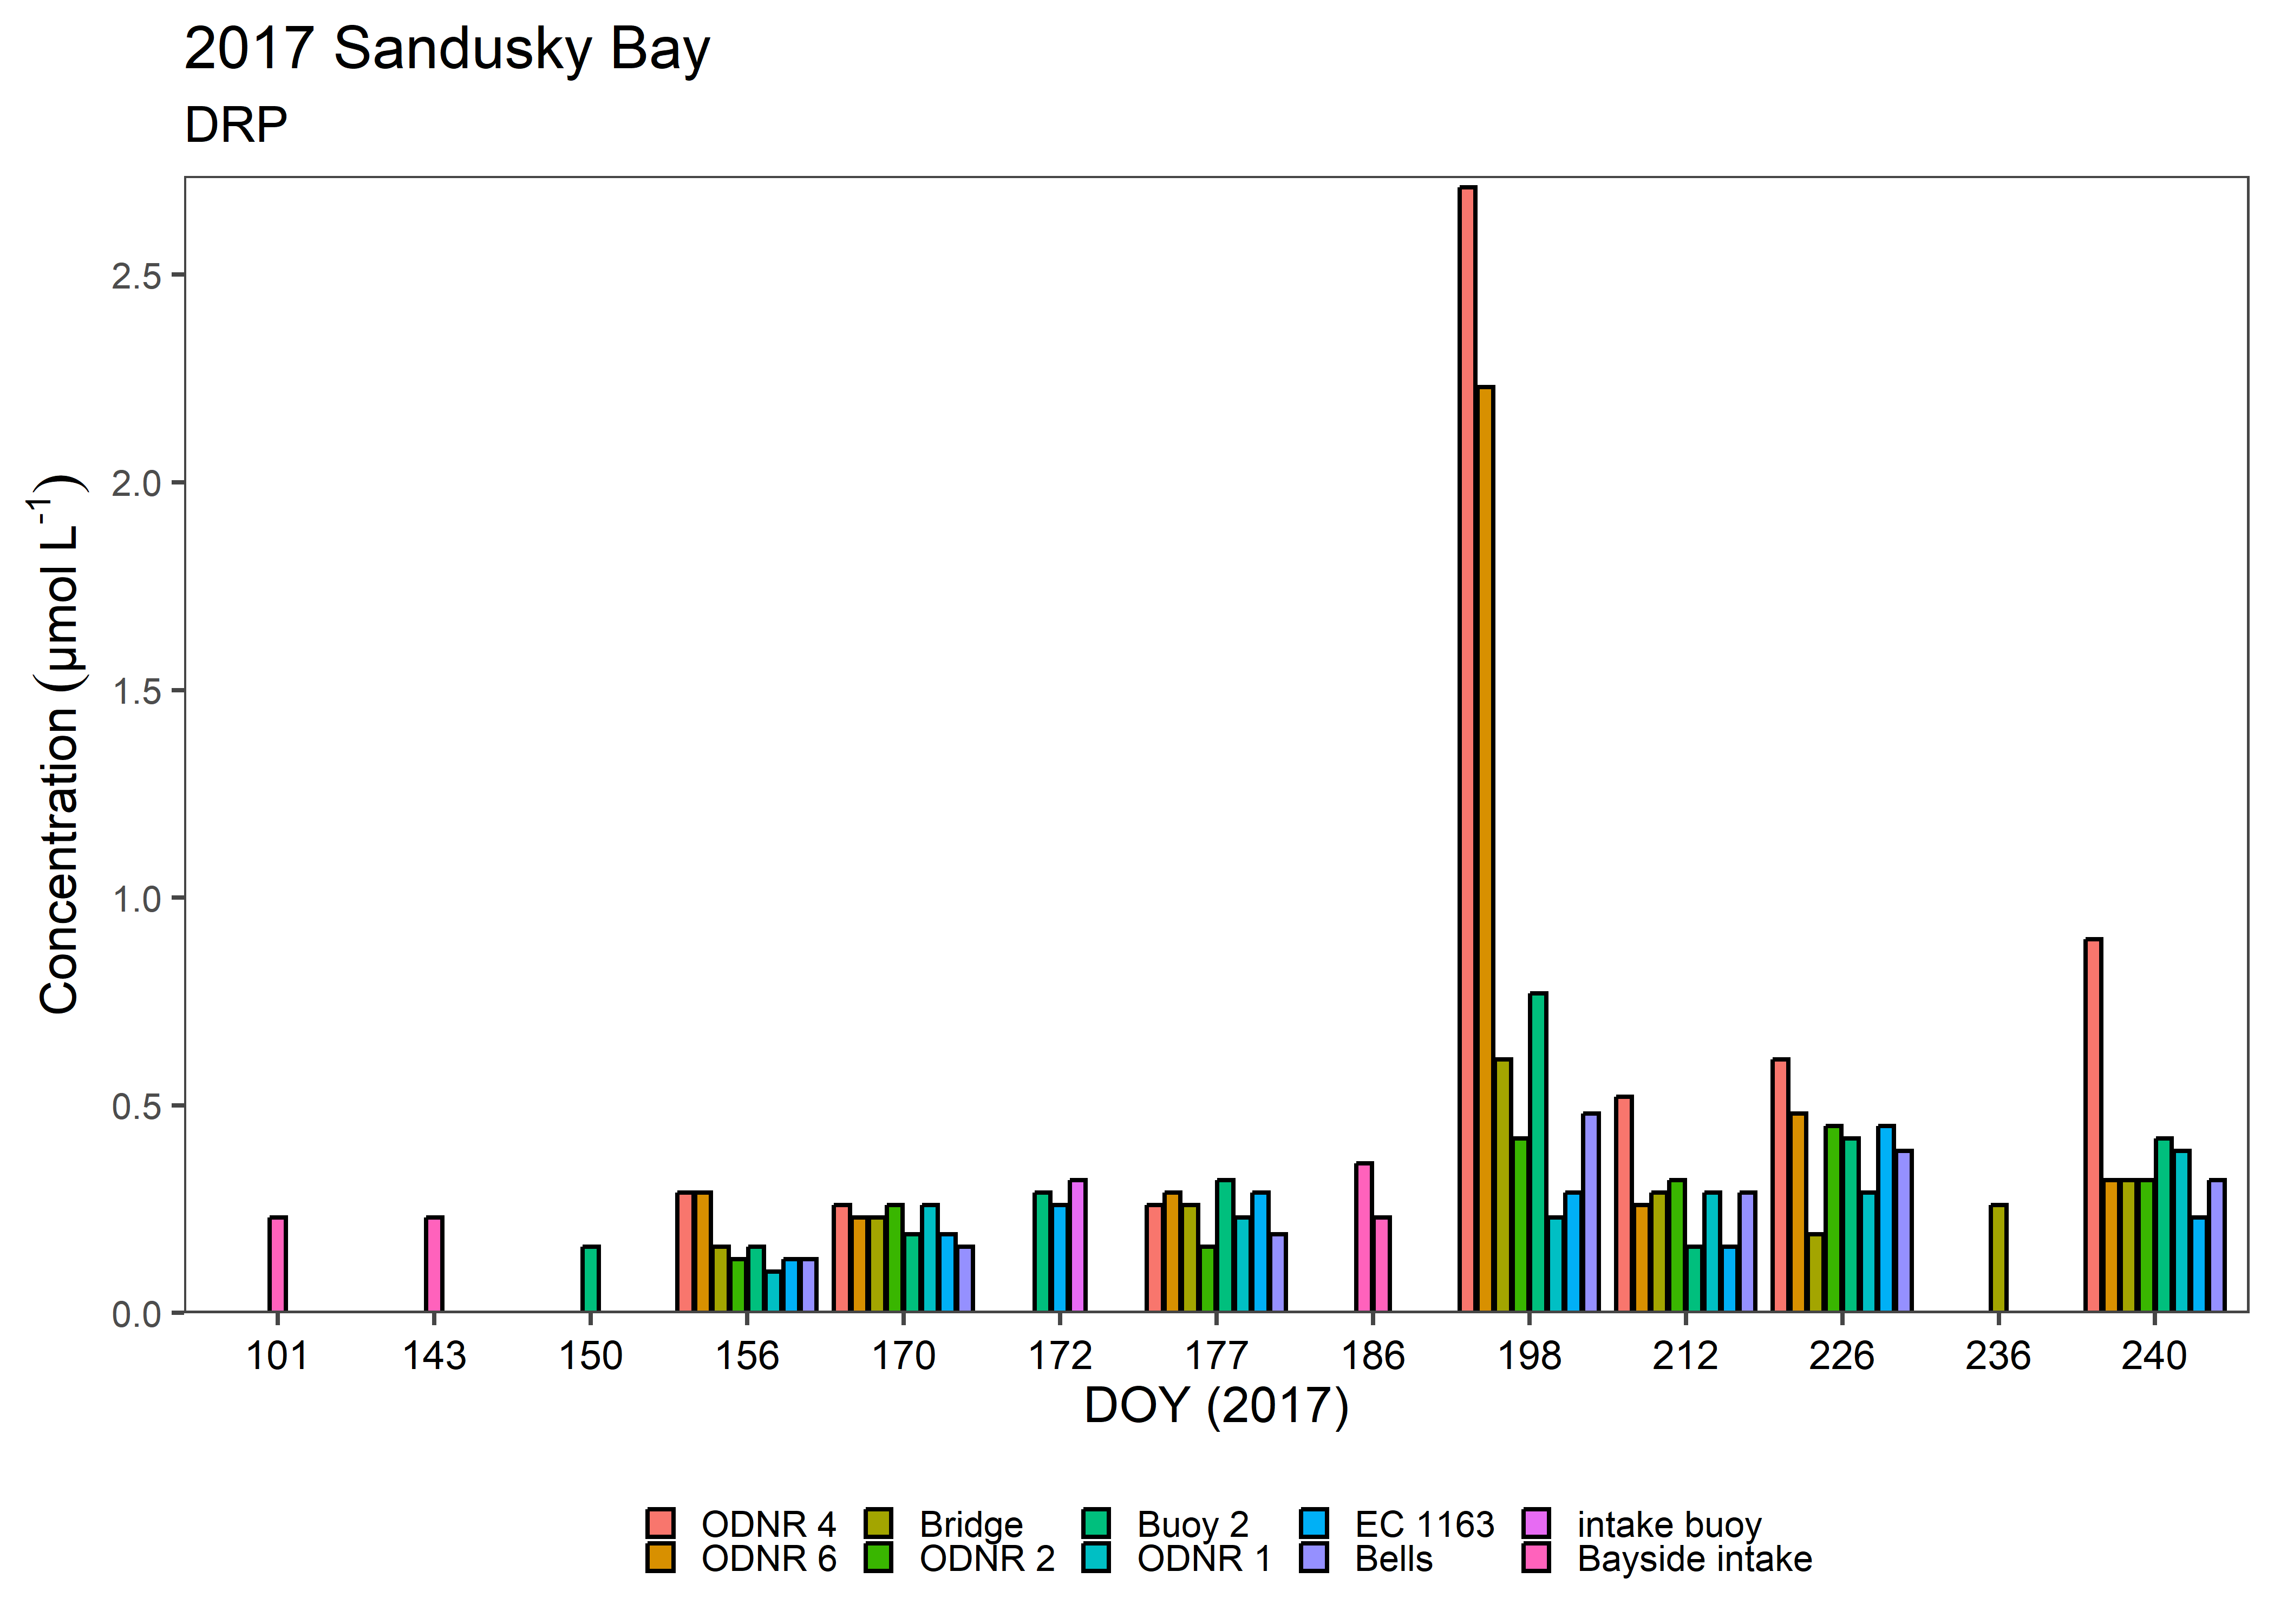 2017 Sandusky Bay
DRP
Concentration (µmol L⁻¹)
2.5
2.0
1.5
1.0
0.5
0.0
101 143 150 156 170 172 177 186 198 212 226 236 240
DOY (2017)
ODNR 4 Bridge Buoy 2 EC 1163 intake buoy
ODNR 6 ODNR 2 ODNR 1 Bells Bayside intake